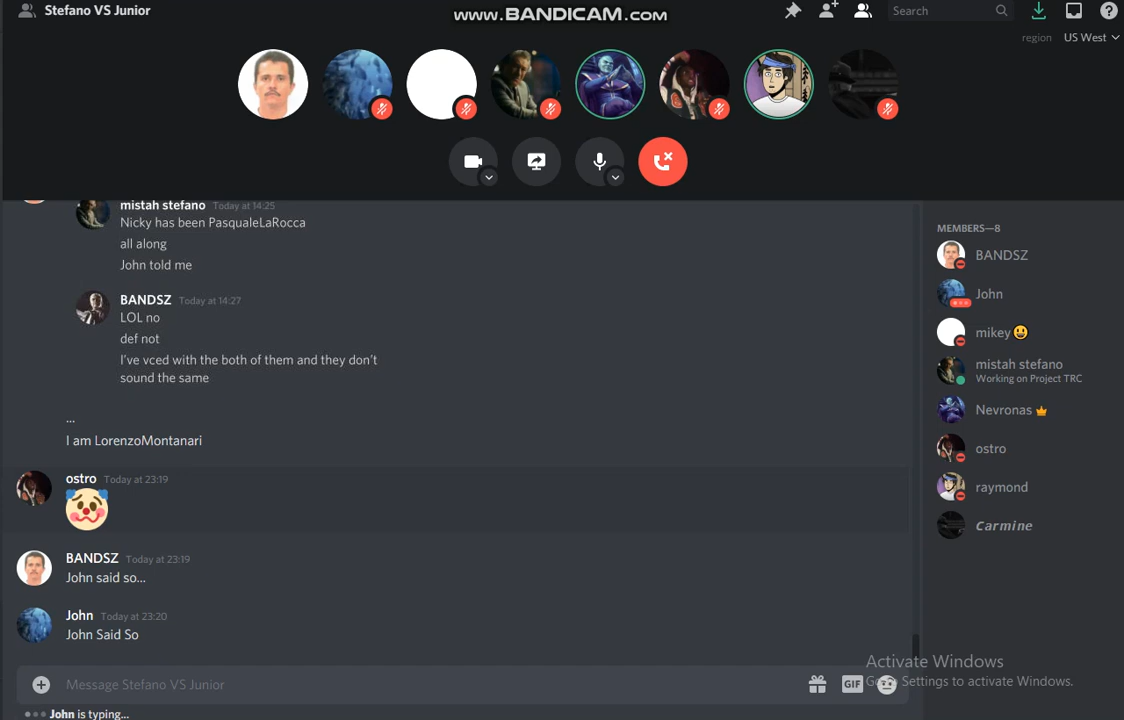 Stefano VS Junior
www.BANDICAM.com
Search
region US West
mistah stefano Today at 14:25
Nicky has been PasqualeLaRocca
all along
John told me
BANDSZ Today at 14:27
LOL no
def not
I've vced with the both of them and they don't
sound the same
...
I am LorenzoMontanari
ostro Today at 23:19
BANDSZ Today at 23:19
John said so...
John Today at 23:20
John Said So
Message Stefano VS Junior
GIF
John is typing...
MEMBERS—8
BANDSZ
John
mikey
mistah stefano
Working on Project TRC
Nevronas
ostro
raymond
Carmine
Activate Windows
Go to Settings to activate Windows.